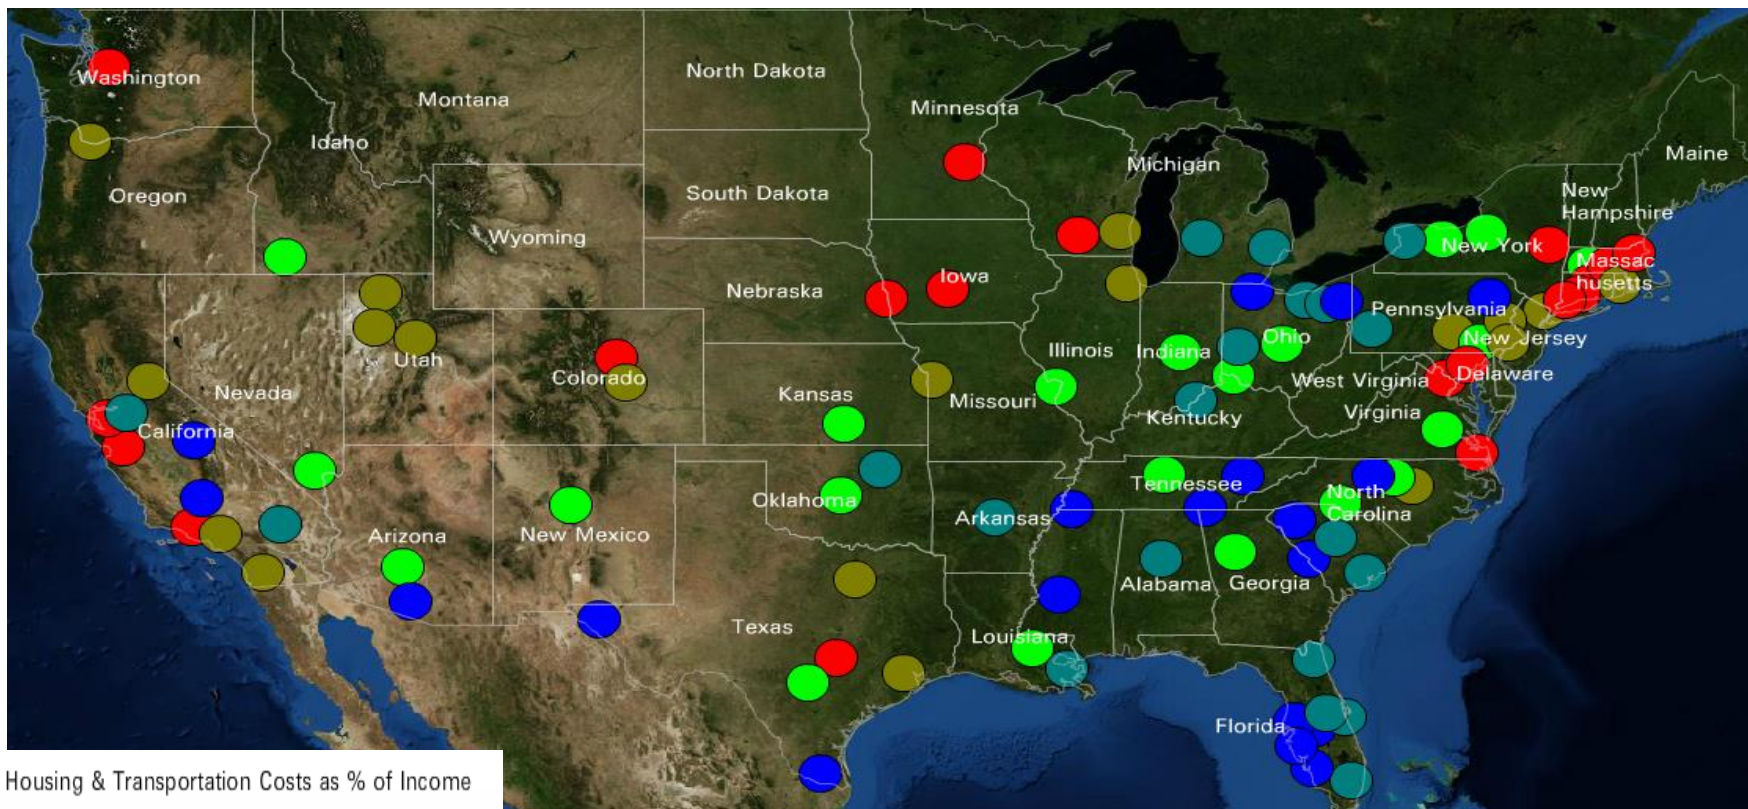 Washington
North Dakota
Montana
Minnesota
Idaho
Michigan
Maine
Oregon
South Dakota
New
Hampshire
Wyoming
New York
Massac
husetts
Iowa
Nebraska
Pennsylvania
Ohio
New Jersey
Utah
Illinois
Indiana
Colorado
Nevada
Kansas
Missouri
West Virginia
Delaware
Kentucky
Virginia
California
Tennessee
Oklahoma
North
Carolina
Arkansas
Arizona
New Mexico
Alabama
Georgia
Texas
Louisiana
Florida
Housing & Transportation Costs as % of Income